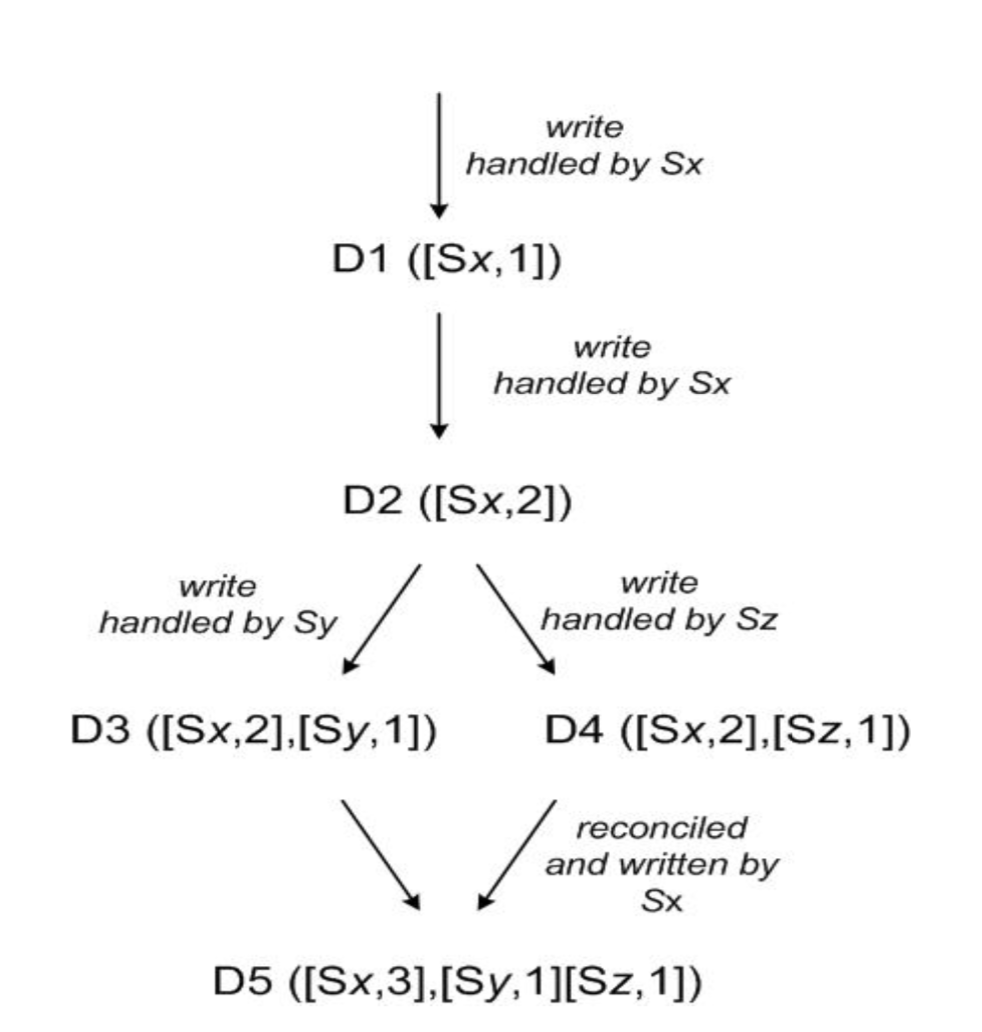 write
handled by Sx
D1 ([Sx,1])
write
handled by Sx
D2 ([Sx,2])
write
handled by Sy
write
handled by Sz
D3 ([Sx,2],[Sy,1])
D4 ([Sx,2],[Sz,1])
reconciled
and written by
Sx
D5 ([Sx,3],[Sy,1][Sz,1])